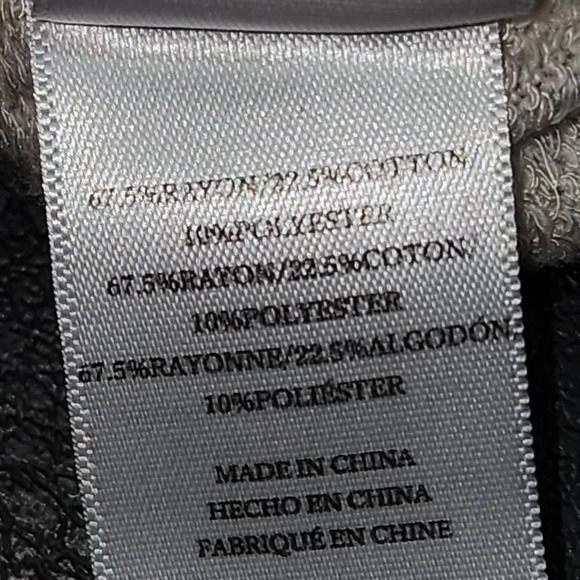 67.5%RAYON/22.5%COTTON/
10%POLYESTER
67.5%RAYON/22.5%COTON/
10%POLYESTER
67.5%RAYONNE/22.5%ALGODÓN/
10%POLIÉSTER
MADE IN CHINA
HECHO EN CHINA
FABRIQUÉ EN CHINE